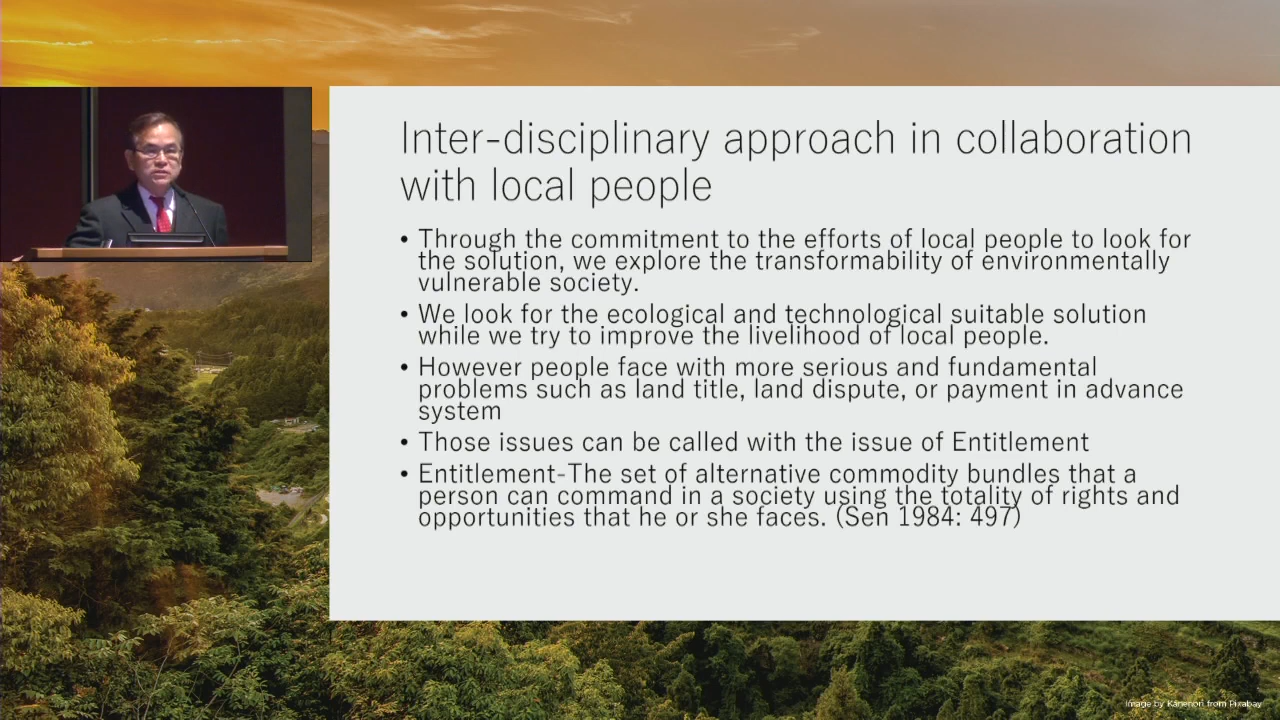 Inter-disciplinary approach in collaboration
with local people
• Through the commitment to the efforts of local people to look for
the solution, we explore the transformability of environmentally
vulnerable society.
• We look for the ecological and technological suitable solution
while we try to improve the livelihood of local people.
• However people face with more serious and fundamental
problems such as land title, land dispute, or payment in advance
system
• Those issues can be called with the issue of Entitlement
• Entitlement-The set of alternative commodity bundles that a
person can command in a society using the totality of rights and
opportunities that he or she faces. (Sen 1984: 497)
Image by Kanenori from Pixabay